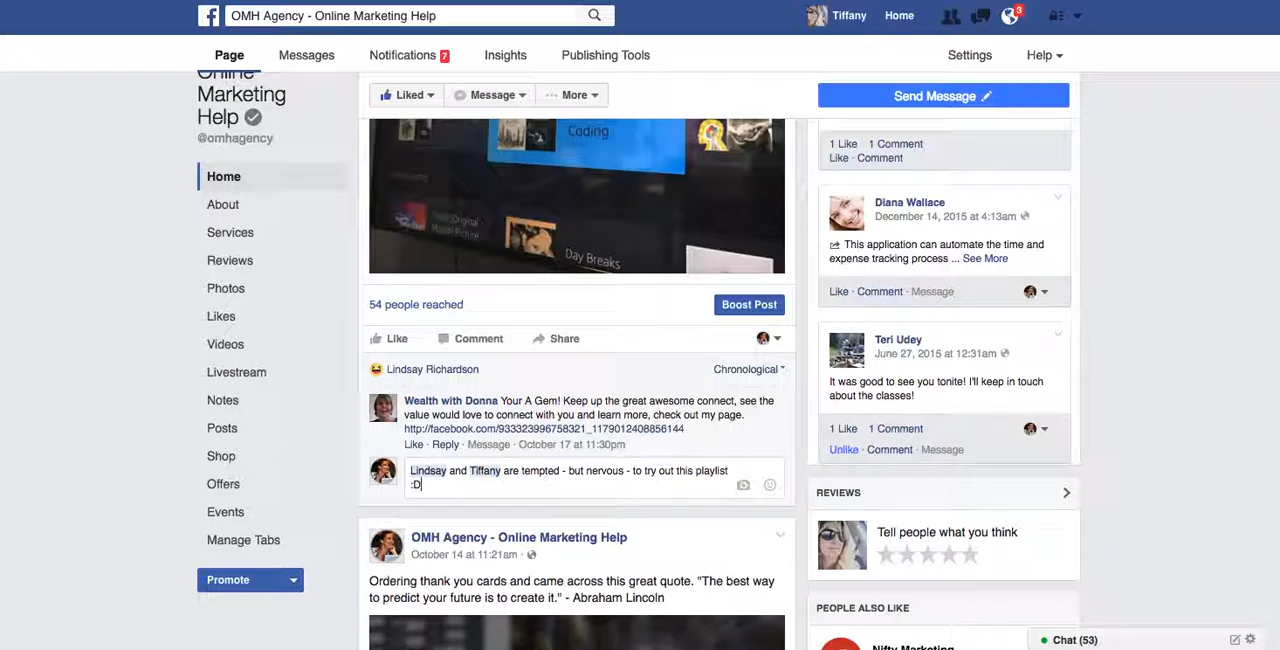 OMH Agency - Online Marketing Help
Tiffany Home 3
Page Messages Notifications 7 Insights Publishing Tools Settings Help
Online
Marketing
Help
@omhagency
Liked Message More
Send Message
Home
About
Services
Reviews
Photos
Likes
Videos
Livestream
Notes
Posts
Shop
Offers
Events
Manage Tabs
Promote
Coding
Motion Picture
Day Breaks
54 people reached
Boost Post
Like Comment Share
Lindsay Richardson
Chronological
Wealth with Donna Your A Gem! Keep up the great awesome connect, see the
value would love to connect with you and learn more, check out my page.
http://facebook.com/933323996758321_1179012408856144
Like · Reply · Message · October 17 at 11:30pm
Lindsay and Tiffany are tempted - but nervous - to try out this playlist
:D
OMH Agency - Online Marketing Help
October 14 at 11:21am ·
Ordering thank you cards and came across this great quote. "The best way
to predict your future is to create it." - Abraham Lincoln
1 Like 1 Comment
Like · Comment
Diana Wallace
December 14, 2015 at 4:13am
This application can automate the time and
expense tracking process ... See More
Like · Comment · Message
Teri Udey
June 27, 2015 at 12:31am
It was good to see you tonite! I'll keep in touch
about the classes!
1 Like 1 Comment
Unlike · Comment · Message
REVIEWS
Tell people what you think
PEOPLE ALSO LIKE
Nifty Marketing
Chat (53)